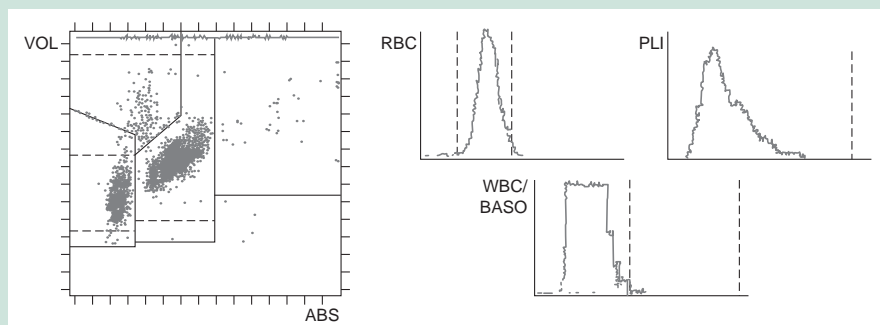 VOL
ABS
RBC
PLI
WBC/
BASO